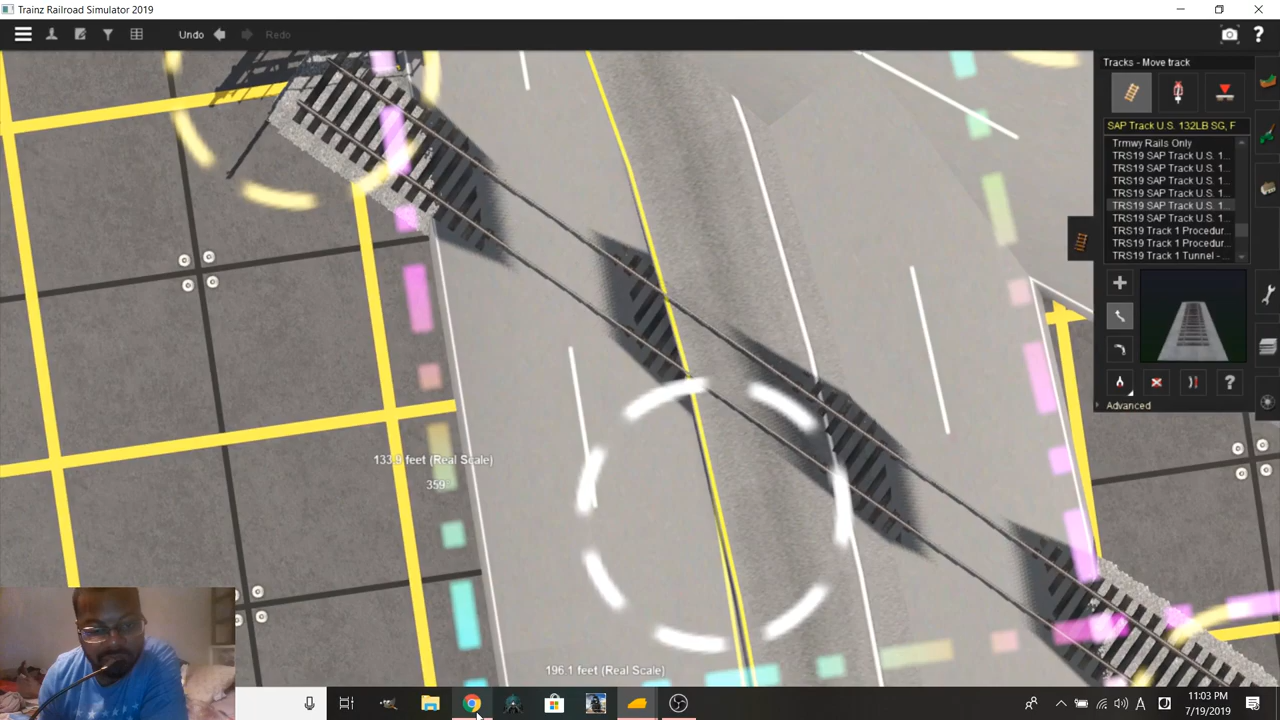 Trainz Railroad Simulator 2019
Undo
Redo
?
Tracks - Move track
SAP Track U.S. 132LB SG, F
Trmwy Rails Only
TRS19 SAP Track U.S. 1...
TRS19 SAP Track U.S. 1...
TRS19 SAP Track U.S. 1...
TRS19 SAP Track U.S. 1...
TRS19 SAP Track U.S. 1...
TRS19 SAP Track U.S. 1...
TRS19 Track 1 Procedur...
TRS19 Track 1 Procedur...
TRS19 Track 1 Tunnel - ...
?
Advanced
133.9 feet (Real Scale)
359
196.1 feet (Real Scale)
A
11:03 PM
7/19/2019